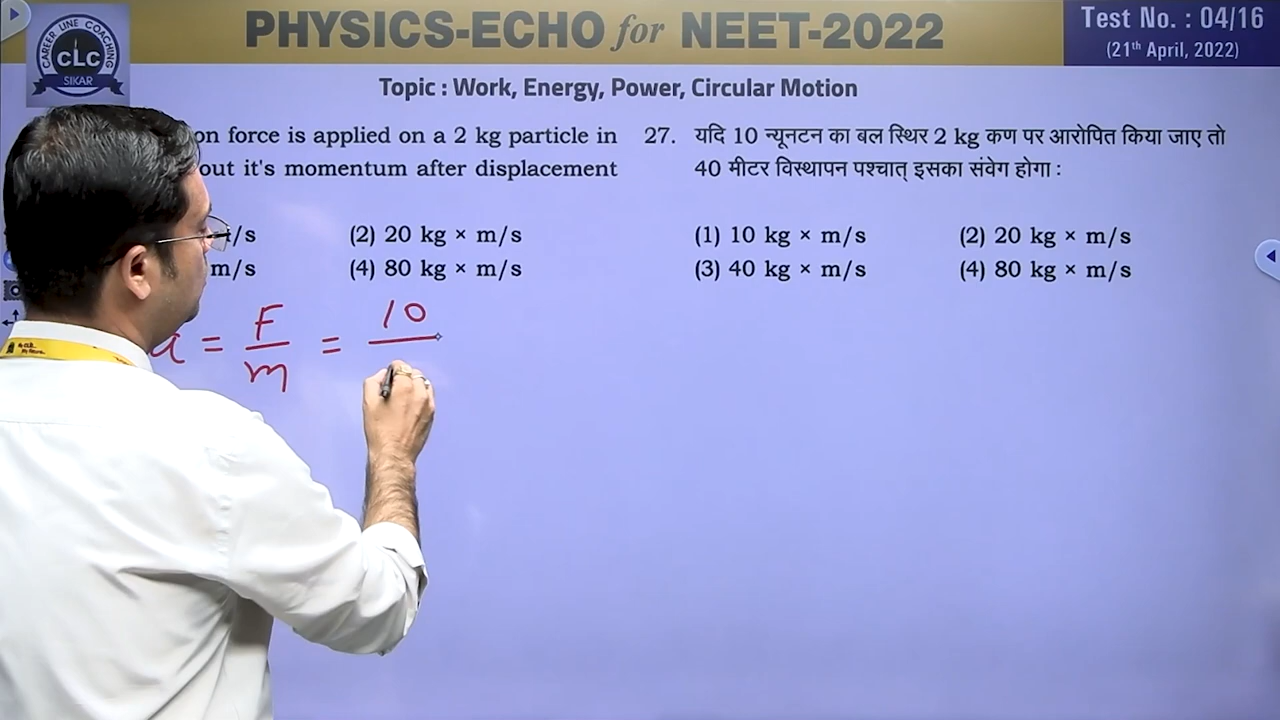 PHYSICS-ECHO for NEET-2022
Test No. : 04/16
(21th April, 2022)
CAREER LINE COACHING
CLC
SIKAR
Topic : Work, Energy, Power, Circular Motion
on force is applied on a 2 kg particle in
out it's momentum after displacement
/s
(2) 20 kg × m/s
m/s
(4) 80 kg × m/s
27. यदि 10 न्यूनटन का बल स्थिर 2 kg कण पर आरोपित किया जाए तो
40 मीटर विस्थापन पश्चात् इसका संवेग होगा :
(1) 10 kg × m/s
(2) 20 kg × m/s
(3) 40 kg × m/s
(4) 80 kg × m/s
a = F/m = 10